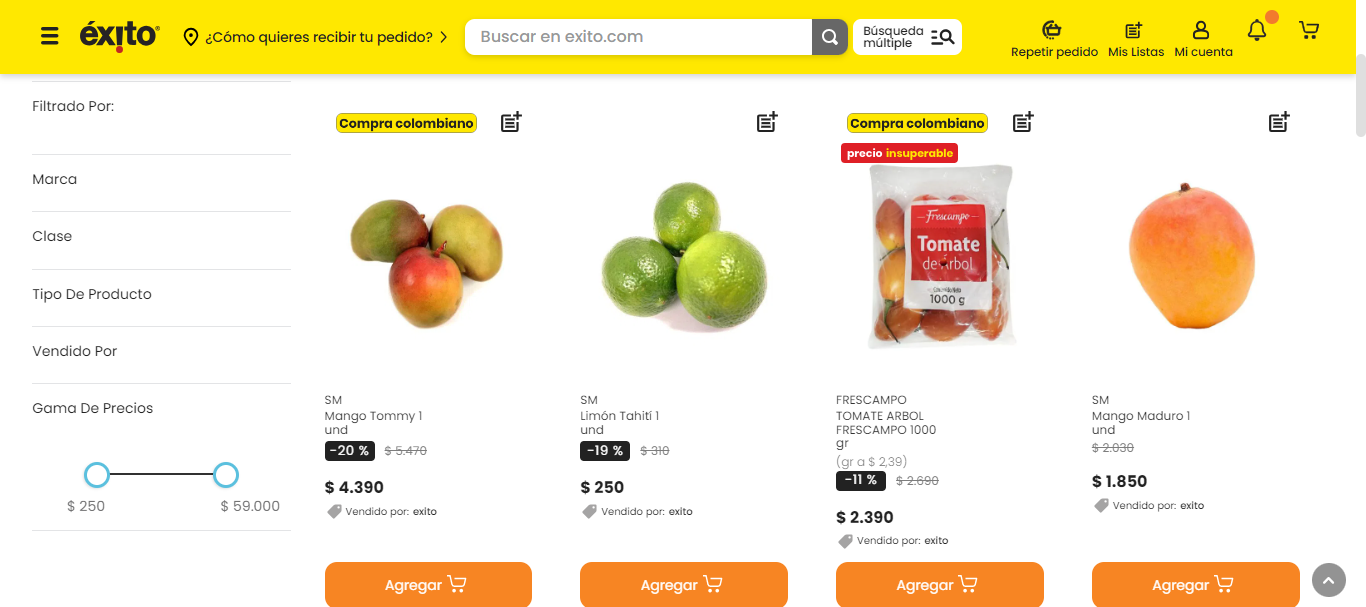 éxito
¿Cómo quieres recibir tu pedido?
Buscar en exito.com
Búsqueda
múltiple
Repetir pedido
Mis Listas
Mi cuenta
Filtrado Por:
Marca
Clase
Tipo De Producto
Vendido Por
Gama De Precios
$ 250
$ 59.000
Compra colombiano
SM
Mango Tommy 1
und
-20 %
$ 5.470
$ 4.390
Vendido por: exito
Agregar
SM
Limón Tahití 1
und
-19 %
$ 310
$ 250
Vendido por: exito
Agregar
Compra colombiano
precio insuperable
Frescampo
Tomate
de Árbol
1000 g
FRESCAMPO
TOMATE ARBOL
FRESCAMPO 1000
gr
(gr a $ 2,39)
-11 %
$ 2.690
$ 2.390
Vendido por: exito
Agregar
SM
Mango Maduro 1
und
$ 2.030
$ 1.850
Vendido por: exito
Agregar